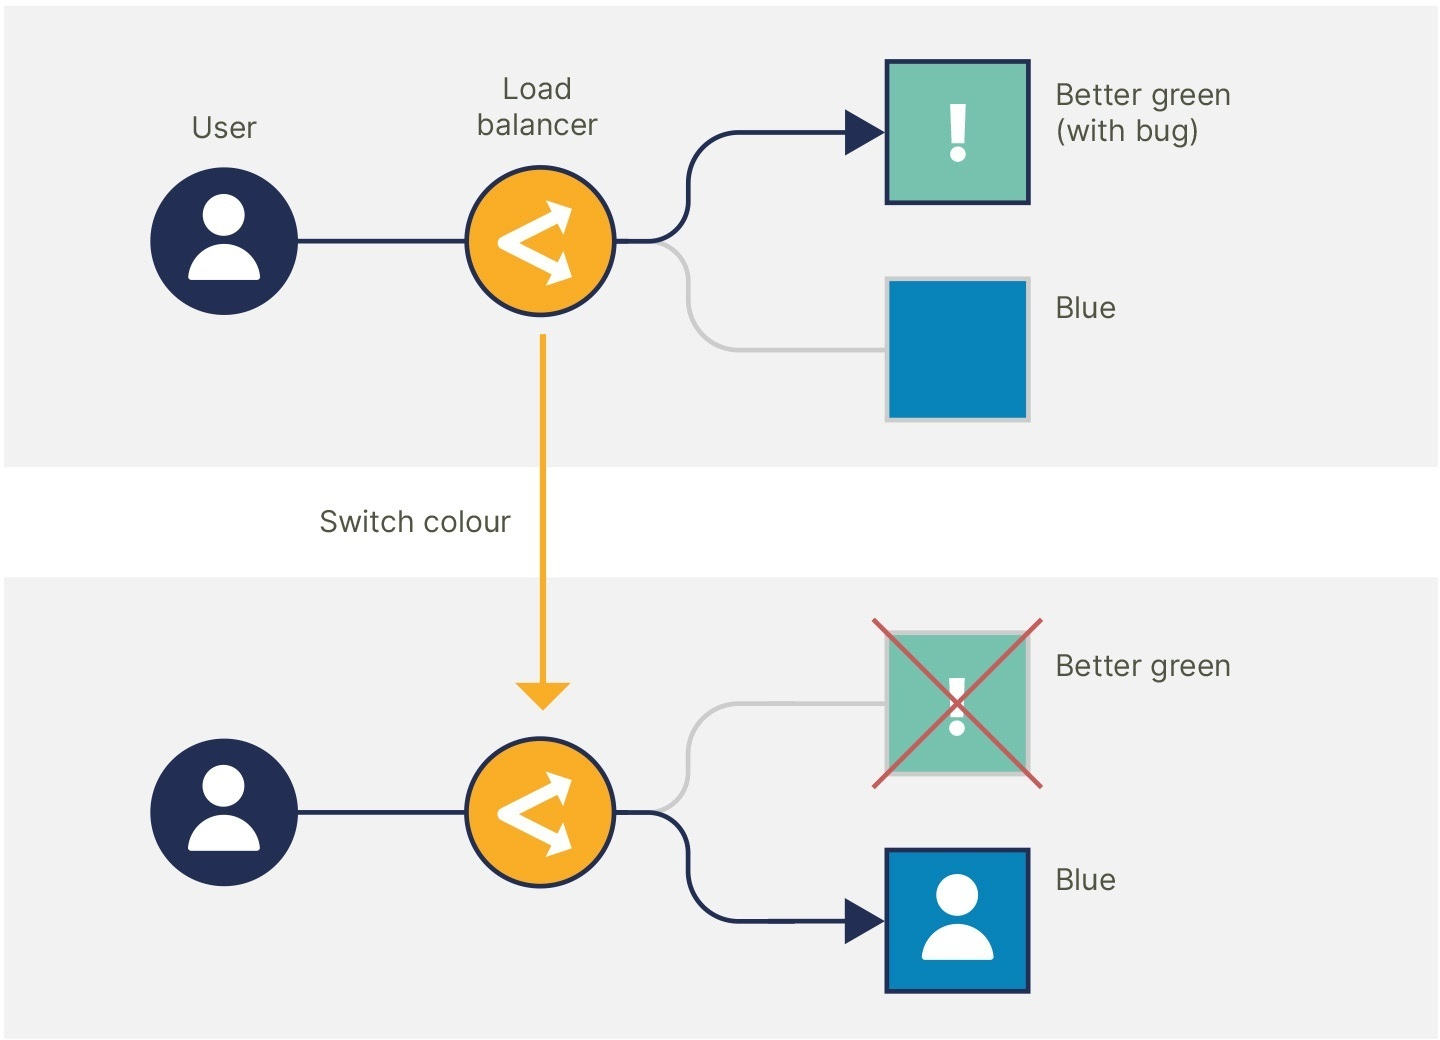 User
Load
balancer
Better green
(with bug)
!
Blue
Switch colour
Better green
!
Blue